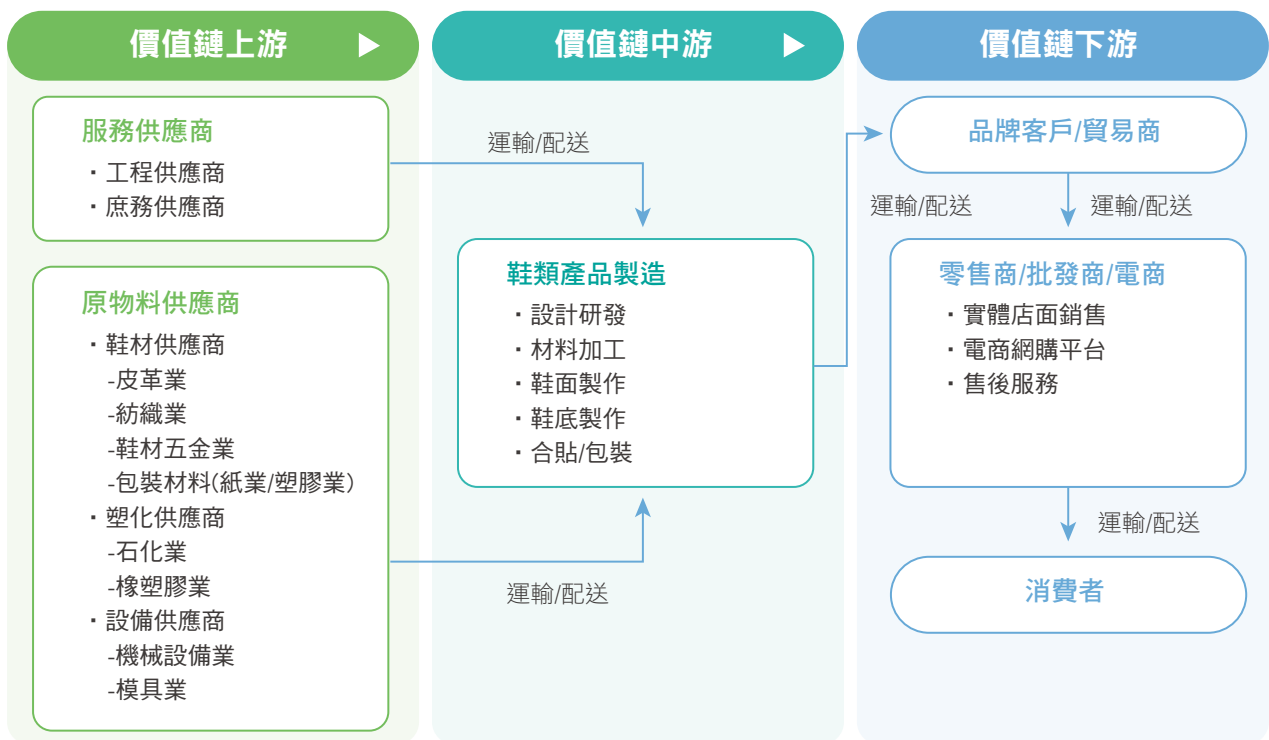 價值鏈上游 ▶
服務供應商
・工程供應商
・庶務供應商
原物料供應商
・鞋材供應商
-皮革業
-紡織業
-鞋材五金業
-包裝材料(紙業/塑膠業)
・塑化供應商
-石化業
-橡塑膠業
・設備供應商
-機械設備業
-模具業
價值鏈中游 ▶
運輸/配送
鞋類產品製造
・設計研發
・材料加工
・鞋面製作
・鞋底製作
・合貼/包裝
運輸/配送
價值鏈下游
品牌客戶/貿易商
運輸/配送
運輸/配送
零售商/批發商/電商
・實體店面銷售
・電商網購平台
・售後服務
運輸/配送
消費者